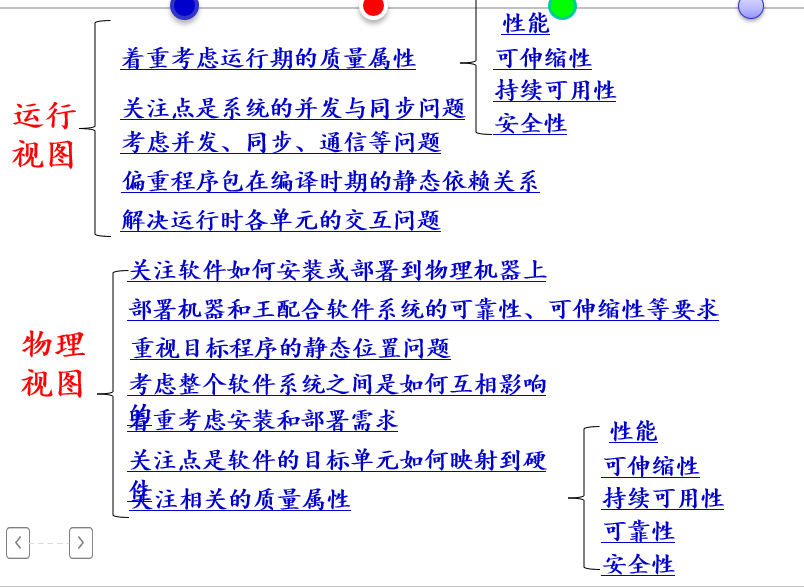 运行
视图
着重考虑运行期的质量属性
性能
可伸缩性
持续可用性
安全性
关注点是系统的并发与同步问题
考虑并发、同步、通信等问题
偏重程序包在编译时期的静态依赖关系
解决运行时各单元的交互问题
物理
视图
关注软件如何安装或部署到物理机器上
部署机器和王配合软件系统的可靠性、可伸缩性等要求
重视目标程序的静态位置问题
考虑整个软件系统之间是如何互相影响
的
着重考虑安装和部署需求
关注点是软件的目标单元如何映射到硬
件
关注相关的质量属性
性能
可伸缩性
持续可用性
可靠性
安全性